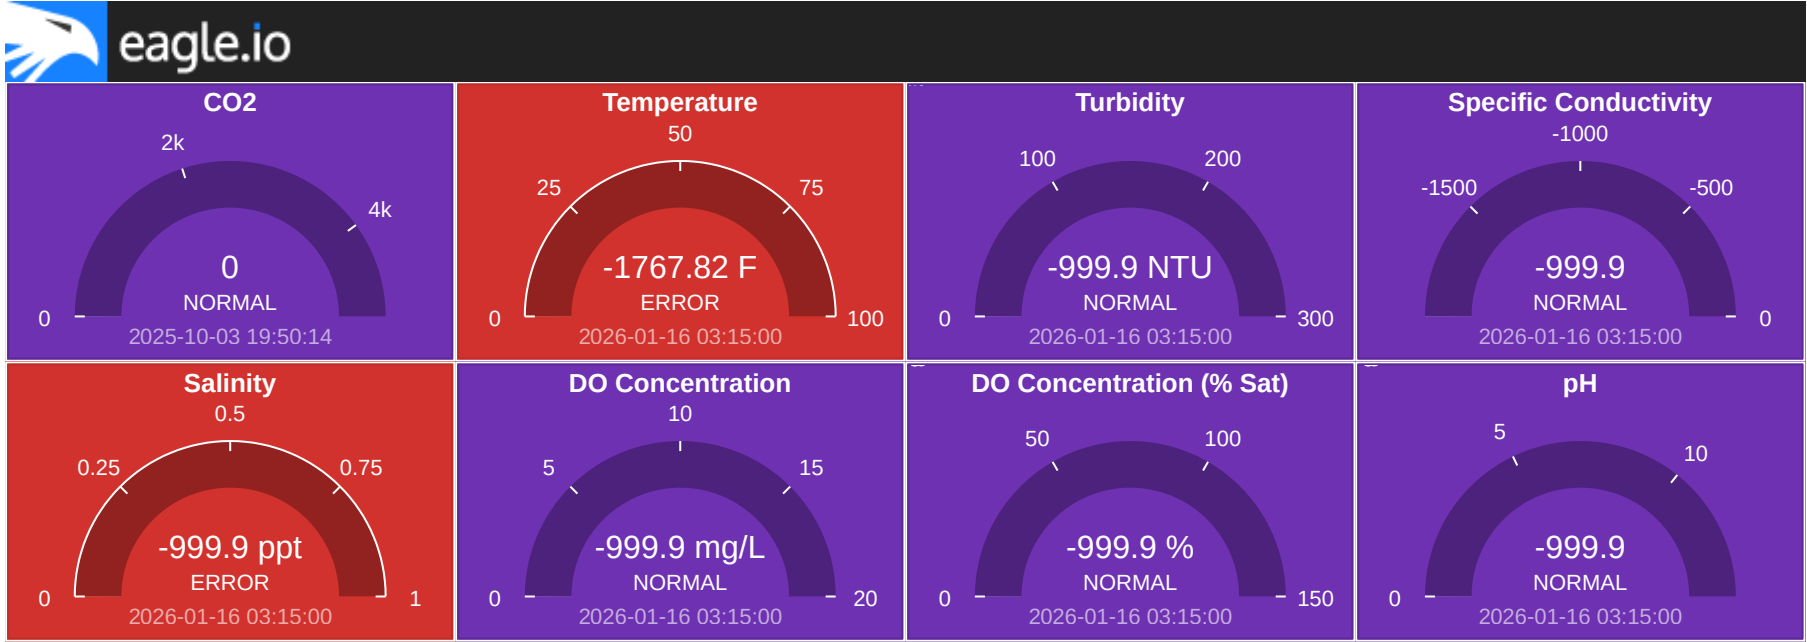 eagle.io
CO2
2k
4k
0
0
NORMAL
2025-10-03 19:50:14
Temperature
50
25
75
-1767.82 F
ERROR
0
100
2026-01-16 03:15:00
Turbidity
100
200
-999.9 NTU
NORMAL
0
300
2026-01-16 03:15:00
Specific Conductivity
-1000
-1500
-500
-999.9
NORMAL
0
2026-01-16 03:15:00
Salinity
0.5
0.25
0.75
-999.9 ppt
ERROR
0
1
2026-01-16 03:15:00
DO Concentration
10
5
15
-999.9 mg/L
NORMAL
0
20
2026-01-16 03:15:00
DO Concentration (% Sat)
50
100
-999.9 %
NORMAL
0
150
2026-01-16 03:15:00
pH
5
10
-999.9
NORMAL
0
2026-01-16 03:15:00